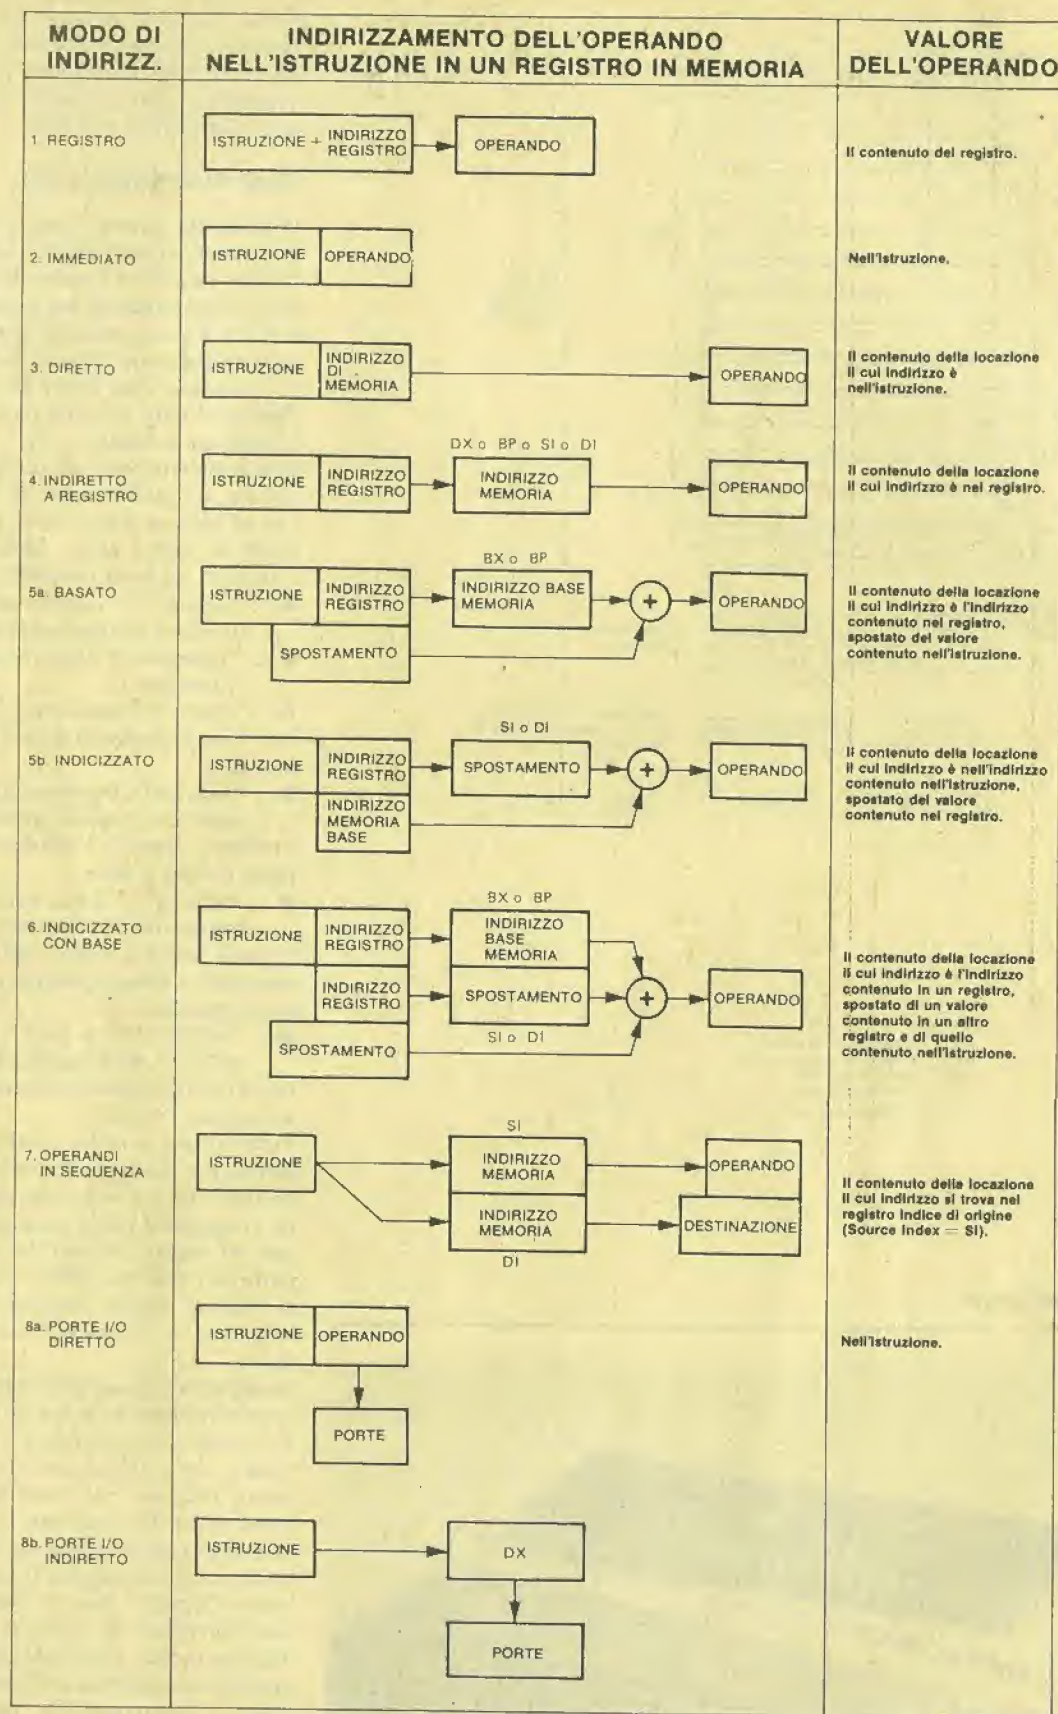 MODO DI
INDIRIZZ.
INDIRIZZAMENTO DELL'OPERANDO
NELL'ISTRUZIONE IN UN REGISTRO IN MEMORIA
VALORE
DELL'OPERANDO
1. REGISTRO
ISTRUZIONE + INDIRIZZO
REGISTRO
OPERANDO
Il contenuto del registro.
2. IMMEDIATO
ISTRUZIONE
OPERANDO
Nell'istruzione.
3. DIRETTO
ISTRUZIONE
INDIRIZZO
DI
MEMORIA
OPERANDO
Il contenuto della locazione
il cui indirizzo è
nell'istruzione.
4. INDIRETTO
A REGISTRO
ISTRUZIONE
INDIRIZZO
REGISTRO
DX o BP o SI o DI
INDIRIZZO
MEMORIA
OPERANDO
Il contenuto della locazione
il cui indirizzo è nel registro.
5a. BASATO
ISTRUZIONE
INDIRIZZO
REGISTRO
BX o BP
INDIRIZZO BASE
MEMORIA
+
OPERANDO
SPOSTAMENTO
Il contenuto della locazione
il cui indirizzo è l'indirizzo
contenuto nel registro,
spostato del valore
contenuto nell'istruzione.
5b. INDICIZZATO
ISTRUZIONE
INDIRIZZO
REGISTRO
SI o DI
SPOSTAMENTO
+
OPERANDO
INDIRIZZO
MEMORIA
BASE
Il contenuto della locazione
il cui indirizzo è nell'indirizzo
contenuto nell'istruzione,
spostato del valore
contenuto nel registro.
6. INDICIZZATO
CON BASE
ISTRUZIONE
INDIRIZZO
REGISTRO
BX o BP
INDIRIZZO
BASE
MEMORIA
INDIRIZZO
REGISTRO
SPOSTAMENTO
+
OPERANDO
SI o DI
SPOSTAMENTO
Il contenuto della locazione
il cui indirizzo è l'indirizzo
contenuto in un registro,
spostato di un valore
contenuto in un altro
registro e di quello
contenuto nell'istruzione.
7. OPERANDI
IN SEQUENZA
ISTRUZIONE
SI
INDIRIZZO
MEMORIA
OPERANDO
INDIRIZZO
MEMORIA
DESTINAZIONE
DI
Il contenuto della locazione
il cui indirizzo si trova nel
registro indice di origine
(Source Index = SI).
8a. PORTE I/O
DIRETTO
ISTRUZIONE
OPERANDO
PORTE
Nell'istruzione.
8b. PORTE I/O
INDIRETTO
ISTRUZIONE
DX
PORTE